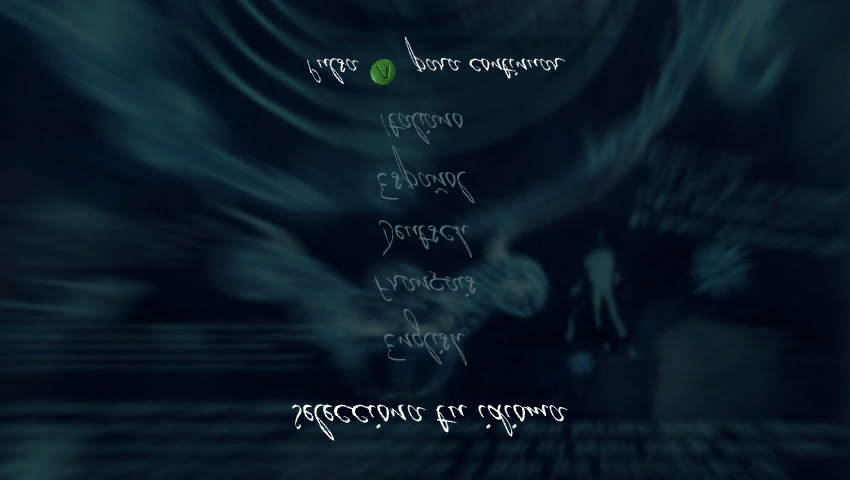 Selecciona tu idioma
English
Français
Deutsch
Español
Italiano
Pulsa A para continuar